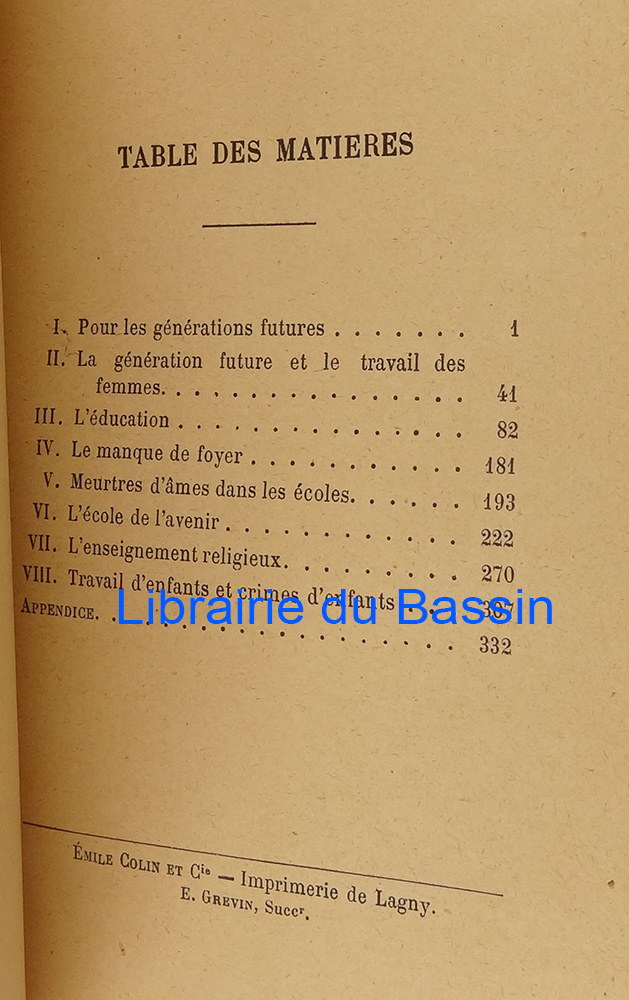 TABLE DES MATIERES
I. Pour les générations futures . . . . . . . 1
II. La génération future et le travail des
femmes. . . . . . . . . . . . . . . . 41
III. L'éducation . . . . . . . . . . . . . . . 82
IV. Le manque de foyer . . . . . . . . . . . 181
V. Meurtres d'âmes dans les écoles. . . . . . 193
VI. L'école de l'avenir . . . . . . . . . . . . 222
VII. L'enseignement religieux. . . . . . . . . 270
VIII. Travail d'enfants et crimes d'enfants . . . 307
Librairie du Bassin
APPENDICE. . . . . . . . . . . . . . . . . . 332
ÉMILE COLIN ET Cie — Imprimerie de Lagny.
E. GREVIN, Succr.